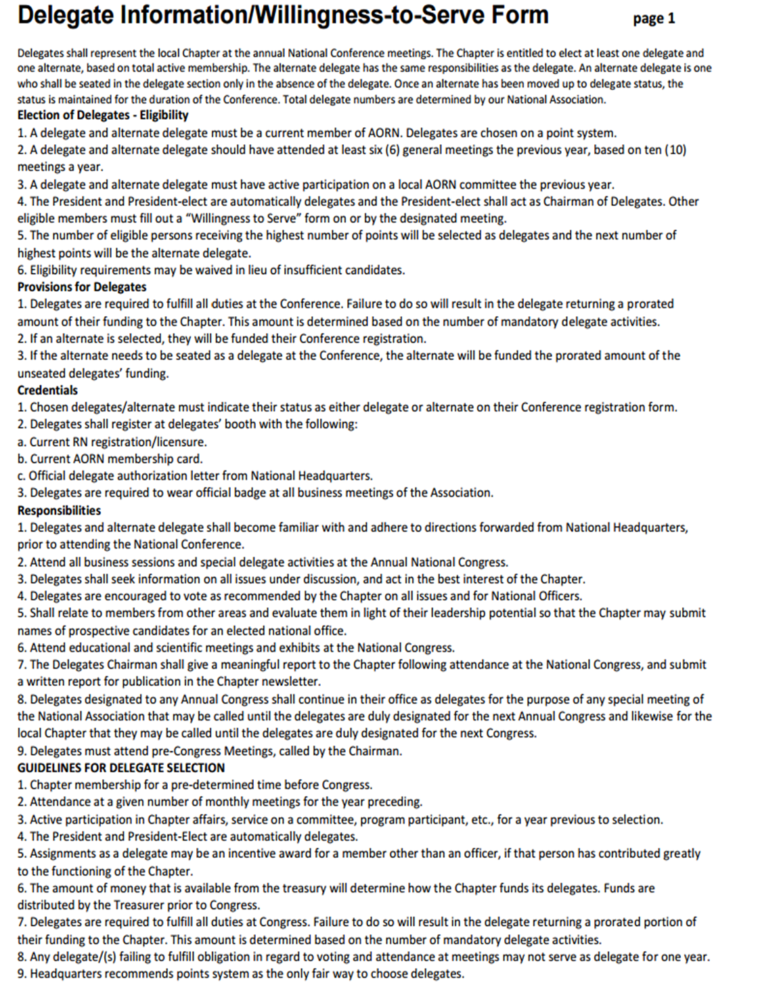 Delegate Information/Willingness-to-Serve Form page 1
Delegates shall represent the local Chapter at the annual National Conference meetings. The Chapter is entitled to elect at least one delegate and
one alternate, based on total active membership. The alternate delegate has the same responsibilities as the delegate. An alternate delegate is one
who shall be seated in the delegate section only in the absence of the delegate. Once an alternate has been moved up to delegate status, the
status is maintained for the duration of the Conference. Total delegate numbers are determined by our National Association.
Election of Delegates - Eligibility
1. A delegate and alternate delegate must be a current member of AORN. Delegates are chosen on a point system.
2. A delegate and alternate delegate should have attended at least six (6) general meetings the previous year, based on ten (10)
meetings a year.
3. A delegate and alternate delegate must have active participation on a local AORN committee the previous year.
4. The President and President-elect are automatically delegates and the President-elect shall act as Chairman of Delegates. Other
eligible members must fill out a “Willingness to Serve” form on or by the designated meeting.
5. The number of eligible persons receiving the highest number of points will be selected as delegates and the next number of
highest points will be the alternate delegate.
6. Eligibility requirements may be waived in lieu of insufficient candidates.
Provisions for Delegates
1. Delegates are required to fulfill all duties at the Conference. Failure to do so will result in the delegate returning a prorated
amount of their funding to the Chapter. This amount is determined based on the number of mandatory delegate activities.
2. If an alternate is selected, they will be funded their Conference registration.
3. If the alternate needs to be seated as a delegate at the Conference, the alternate will be funded the prorated amount of the
unseated delegates’ funding.
Credentials
1. Chosen delegates/alternate must indicate their status as either delegate or alternate on their Conference registration form.
2. Delegates shall register at delegates’ booth with the following:
a. Current RN registration/licensure.
b. Current AORN membership card.
c. Official delegate authorization letter from National Headquarters.
3. Delegates are required to wear official badge at all business meetings of the Association.
Responsibilities
1. Delegates and alternate delegate shall become familiar with and adhere to directions forwarded from National Headquarters,
prior to attending the National Conference.
2. Attend all business sessions and special delegate activities at the Annual National Congress.
3. Delegates shall seek information on all issues under discussion, and act in the best interest of the Chapter.
4. Delegates are encouraged to vote as recommended by the Chapter on all issues and for National Officers.
5. Shall relate to members from other areas and evaluate them in light of their leadership potential so that the Chapter may submit
names of prospective candidates for an elected national office.
6. Attend educational and scientific meetings and exhibits at the National Congress.
7. The Delegates Chairman shall give a meaningful report to the Chapter following attendance at the National Congress, and submit
a written report for publication in the Chapter newsletter.
8. Delegates designated to any Annual Congress shall continue in their office as delegates for the purpose of any special meeting of
the National Association that may be called until the delegates are duly designated for the next Annual Congress and likewise for the
local Chapter that they may be called until the delegates are duly designated for the next Congress.
9. Delegates must attend pre-Congress Meetings, called by the Chairman.
GUIDELINES FOR DELEGATE SELECTION
1. Chapter membership for a pre-determined time before Congress.
2. Attendance at a given number of monthly meetings for the year preceding.
3. Active participation in Chapter affairs, service on a committee, program participant, etc., for a year previous to selection.
4. The President and President-Elect are automatically delegates.
5. Assignments as a delegate may be an incentive award for a member other than an officer, if that person has contributed greatly
to the functioning of the Chapter.
6. The amount of money that is available from the treasury will determine how the Chapter funds its delegates. Funds are
distributed by the Treasurer prior to Congress.
7. Delegates are required to fulfill all duties at Congress. Failure to do so will result in the delegate returning a prorated portion of
their funding to the Chapter. This amount is determined based on the number of mandatory delegate activities.
8. Any delegate/(s) failing to fulfill obligation in regard to voting and attendance at meetings may not serve as delegate for one year.
9. Headquarters recommends points system as the only fair way to choose delegates.